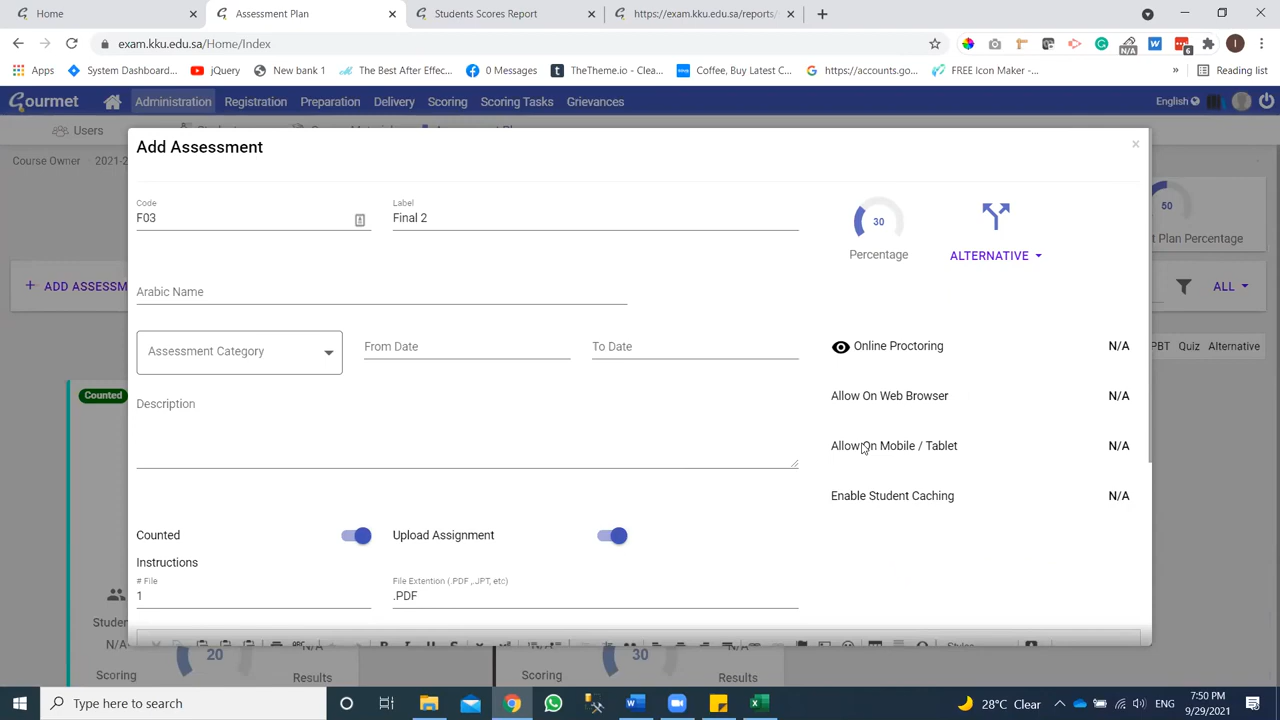 Home
Assessment Plan
Students Scores Report
https://exam.kku.edu.sa/reports/
exam.kku.edu.sa/Home/Index
N/A
6
Apps
System Dashboard...
jQuery
New bank 1
The Best After Effec...
0 Messages
TheTheme.io - Clea...
Coffee, Buy Latest C...
https://accounts.go...
FREE Icon Maker -...
»
Reading list
Gourmet
Administration
Registration
Preparation
Delivery
Scoring
Scoring Tasks
Grievances
English
Users
Course Owner
2021-2
Add Assessment
×
Code
F03
Label
Final 2
30
Percentage
ALTERNATIVE
50
t Plan Percentage
+ ADD ASSESSM
ALL
Arabic Name
Assessment Category
From Date
To Date
Online Proctoring
N/A
PBT
Quiz
Alternative
Allow On Web Browser
N/A
Counted
Description
Allow On Mobile / Tablet
N/A
Enable Student Caching
N/A
Counted
Upload Assignment
Instructions
# File
1
File Extention (.PDF ,.JPT, etc)
.PDF
Studen
Styles
N/A
20
N/A
30
Scoring
Results
Scoring
Results
Type here to search
28°C Clear
ENG
7:50 PM
9/29/2021